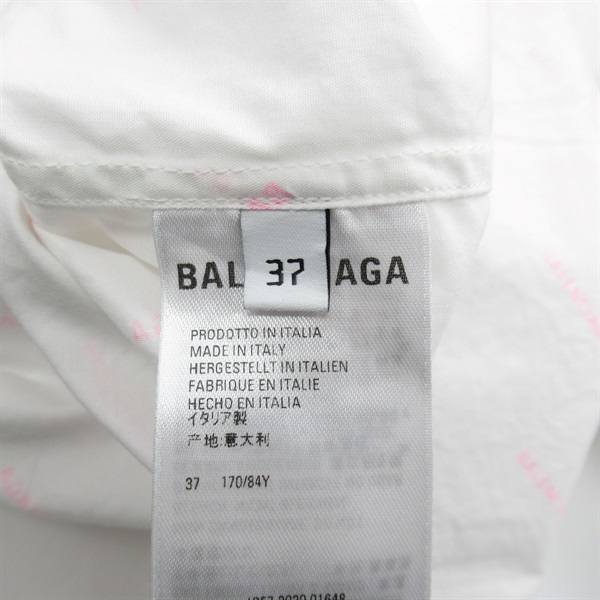 BAL 37 AGA
PRODOTTO IN ITALIA
MADE IN ITALY
HERGESTELLT IN ITALIEN
FABRIQUE EN ITALIE
HECHO EN ITALIA
イタリア製
产地:意大利
37 170/84Y